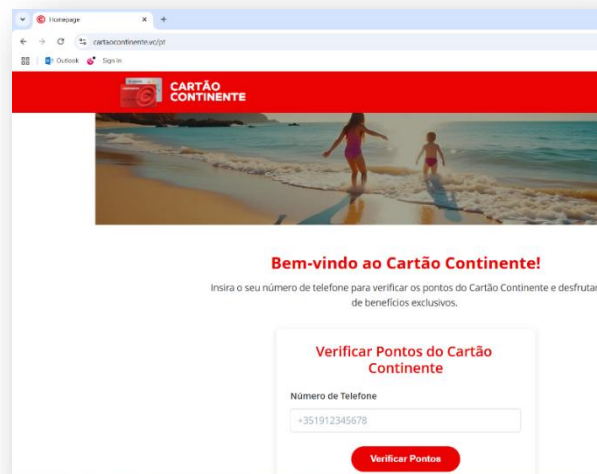 Homepage
cartaocontinente.vc/pt
Outlook Sign in
CARTÃO
CONTINENTE
Bem-vindo ao Cartão Continente!
Insira o seu número de telefone para verificar os pontos do Cartão Continente e desfrutar
de benefícios exclusivos.
Verificar Pontos do Cartão
Continente
Número de Telefone
+351912345678
Verificar Pontos